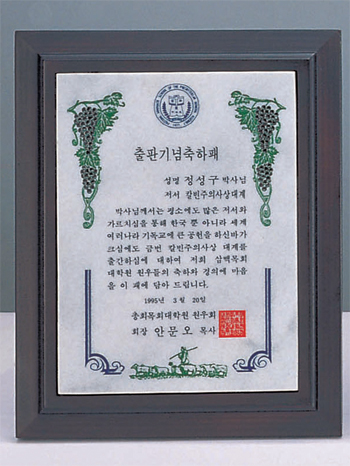 출판기념축하패
성명 정성구 박사님
저서 칼빈주의사상대계
박사님께서는 평소에도 많은 저서와
가르치심을 통해 한국 뿐 아니라 세계
여러나라 기독교에 큰 공헌을 하신바가
크심에도 금번 칼빈주의사상 대계를
출간하심에 대하여 저희 삼백목회
대학원 원우들의 축하와 경의에 마음
을 이 패에 담아 드립니다.
1995년 3월 20일
총회목회대학원 원우회
회장 안문오 목사